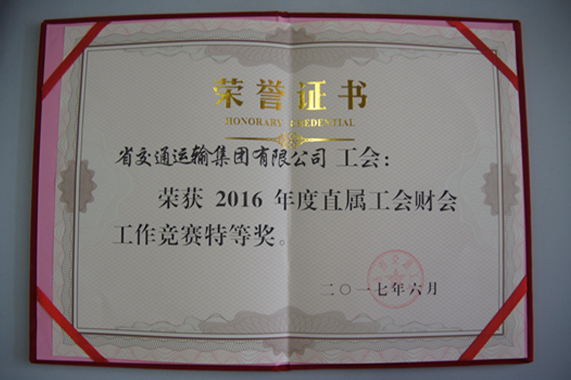 荣誉证书
HONORARY CREDENTIAL
省交通运输集团有限公司 工会：
荣获 2016 年度直属工会财会
工作竞赛特等奖。
二〇一七年六月